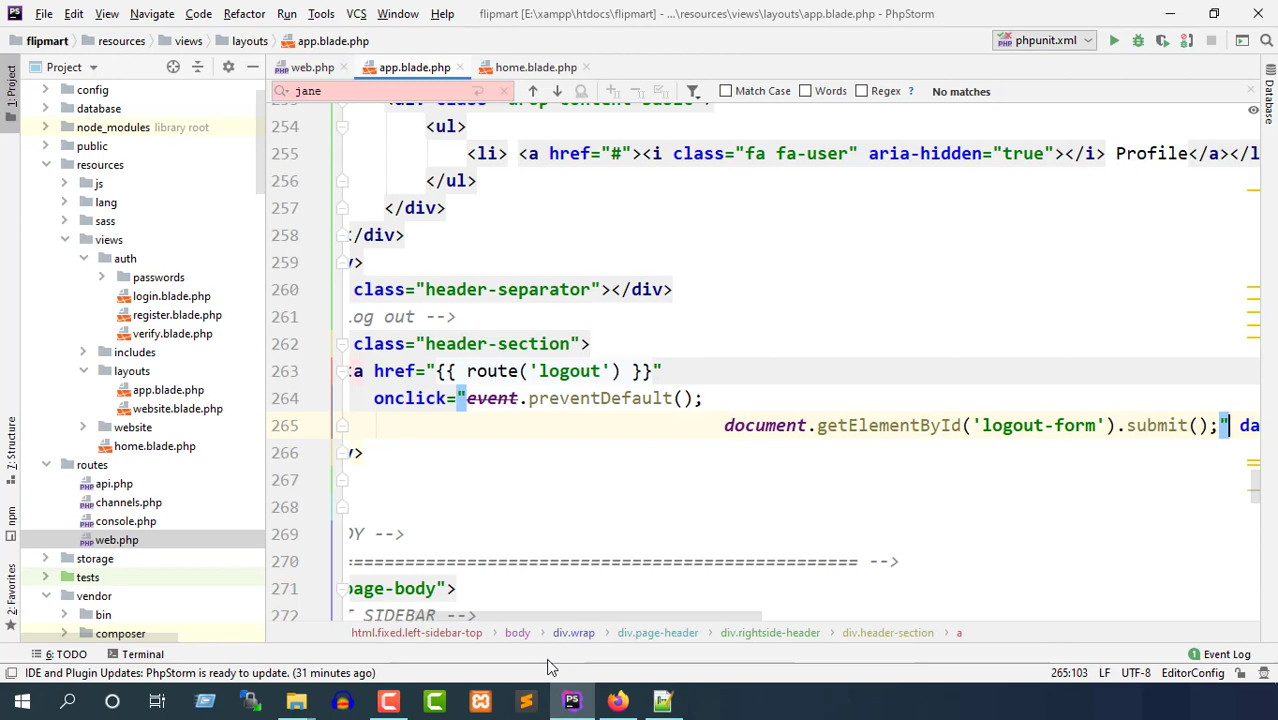 File Edit View Navigate Code Refactor Run Tools VCS Window Help flipmart [E:\xampp\htdocs\flipmart] - ...\resources\views\layouts\app.blade.php - PhpStorm
flipmart resources views layouts app.blade.php phpunit.xml
Project web.php app.blade.php home.blade.php
jane Match Case Words Regex ? No matches
1: Project
Database
Z: Structure
npm
2: Favorites
config
database
node_modules library root
public
resources
js
lang
sass
views
auth
passwords
login.blade.php
register.blade.php
verify.blade.php
includes
layouts
app.blade.php
website.blade.php
website
home.blade.php
routes
api.php
channels.php
console.php
web.php
storage
tests
vendor
bin
composer
254 <ul>
255 <li> <a href="#"><i class="fa fa-user" aria-hidden="true"></i> Profile</a></l
256 </ul>
257 </div>
258 </div>
259 >
260 class="header-separator"></div>
261 Log out -->
262 class="header-section">
263 a href="{{ route('logout') }}"
264 onclick="event.preventDefault();
265 document.getElementById('logout-form').submit();" da
266 >
267
268
269 DY -->
270 =============================================== -->
271 page-body">
272 T SIDEBAR -->
html.fixed.left-sidebar-top body div.wrap div.page-header div.rightside-header div.header-section a
6: TODO Terminal Event Log
IDE and Plugin Updates: PhpStorm is ready to update. (31 minutes ago) 265:103 LF UTF-8 EditorConfig